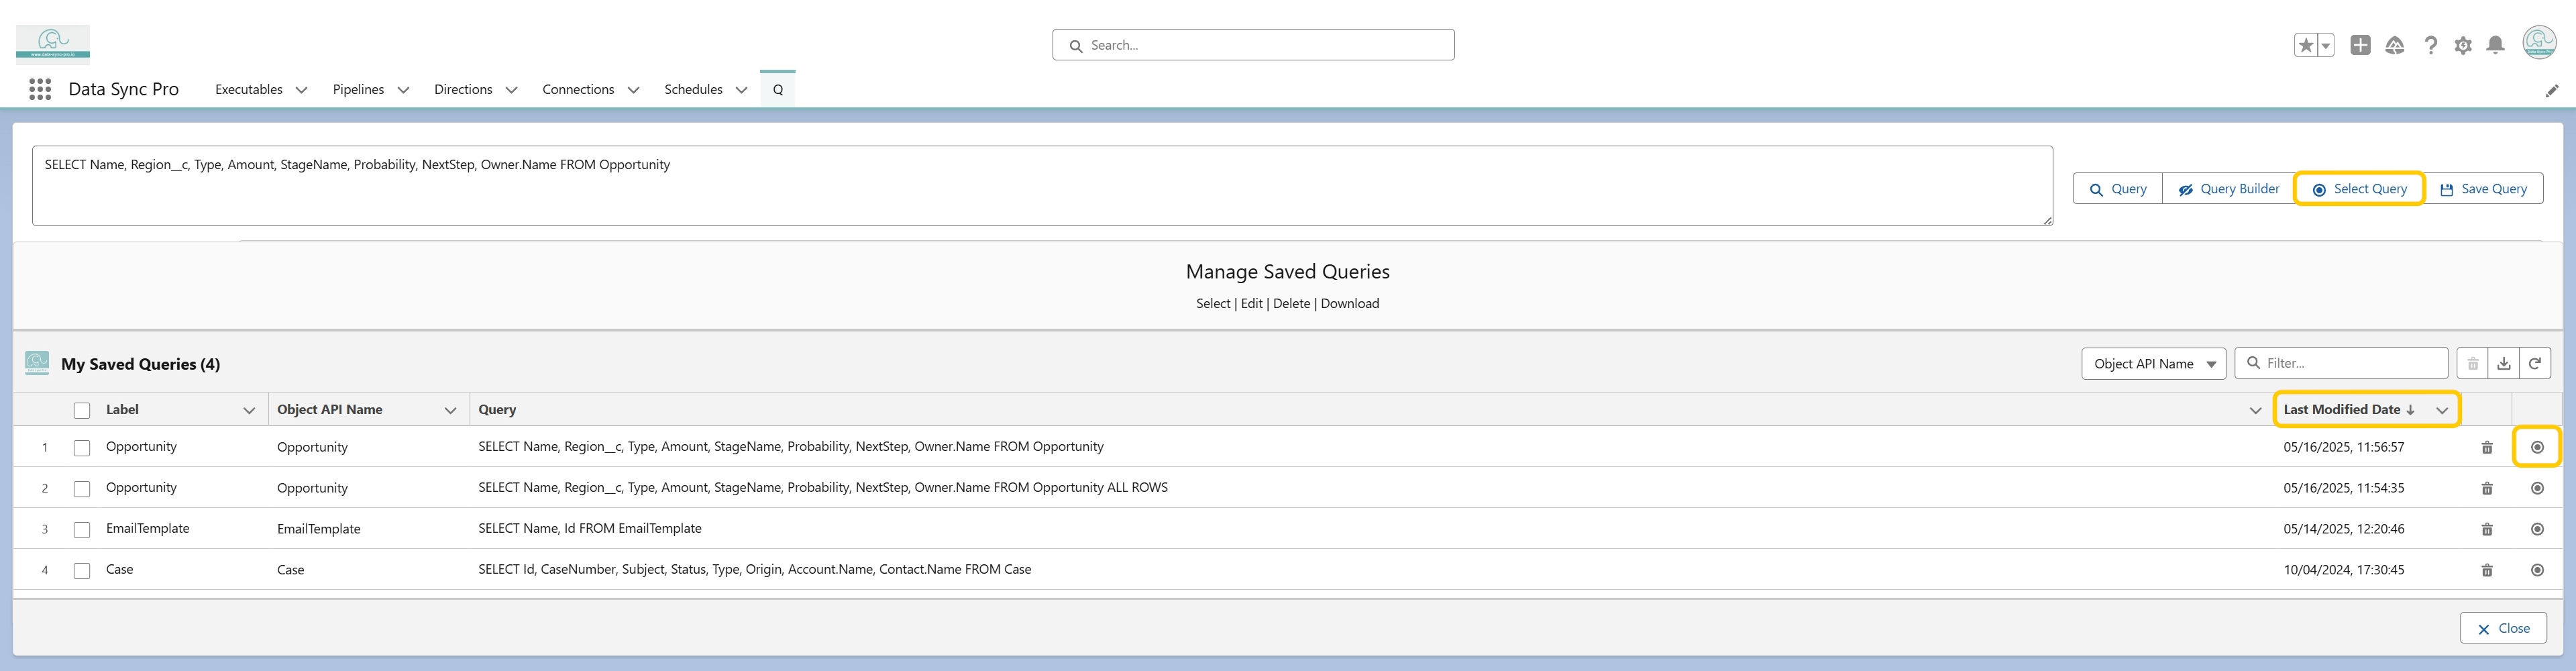 www.data-sync-pro.io
Search...
Data Sync Pro Executables Pipelines Directions Connections Schedules Q
SELECT Name, Region__c, Type, Amount, StageName, Probability, NextStep, Owner.Name FROM Opportunity
Query Query Builder Select Query Save Query
Manage Saved Queries
Select | Edit | Delete | Download
My Saved Queries (4) Object API Name Filter...
Label Object API Name Query Last Modified Date
1 Opportunity Opportunity SELECT Name, Region__c, Type, Amount, StageName, Probability, NextStep, Owner.Name FROM Opportunity 05/16/2025, 11:56:57
2 Opportunity Opportunity SELECT Name, Region__c, Type, Amount, StageName, Probability, NextStep, Owner.Name FROM Opportunity ALL ROWS 05/16/2025, 11:54:35
3 EmailTemplate EmailTemplate SELECT Name, Id FROM EmailTemplate 05/14/2025, 12:20:46
4 Case Case SELECT Id, CaseNumber, Subject, Status, Type, Origin, Account.Name, Contact.Name FROM Case 10/04/2024, 17:30:45
Close